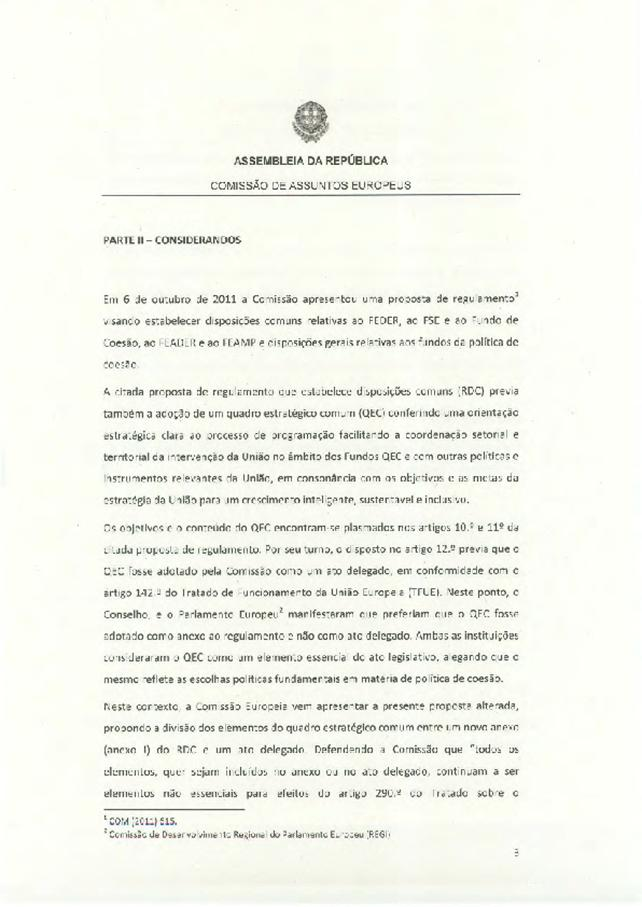 ASSEMBLEIA DA REPÚBLICA
COMISSÃO DE ASSUNTOS EUROPEUS
PARTE II – CONSIDERANDOS
Em 6 de outubro de 2011 a Comissão apresentou uma proposta de regulamento¹
visando estabelecer disposições comuns relativas ao FEDER, ao FSE e ao Fundo de
Coesão, ao FEADER e ao FEAMP e disposições gerais relativas aos fundos da política de
coesão.
A citada proposta de regulamento que estabelece disposições comuns (RDC) previa
também a adoção de um quadro estratégico comum (QEC) conferindo uma orientação
estratégica clara ao processo de programação facilitando a coordenação setorial e
territorial da intervenção da União no âmbito dos Fundos QEC e com outras políticas e
instrumentos relevantes da União, em consonância com os objetivos e as metas da
estratégia da União para um crescimento inteligente, sustentável e inclusivo.
Os objetivos e o conteúdo do QEC encontram-se plasmados nos artigos 10.º e 11º da
citada proposta de regulamento. Por seu turno, o disposto no artigo 12.º previa que o
QEC fosse adotado pela Comissão como um ato delegado, em conformidade com o
artigo 142.º do Tratado de Funcionamento da União Europeia (TFUE). Neste ponto, o
Conselho, e o Parlamento Europeu² manifestaram que preferiam que o QEC fosse
adotado como anexo ao regulamento e não como ato delegado. Ambas as instituições
consideraram o QEC como um elemento essencial do ato legislativo, alegando que o
mesmo reflete as escolhas políticas fundamentais em matéria de política de coesão.
Neste contexto, a Comissão Europeia vem apresentar a presente proposta alterada,
propondo a divisão dos elementos do quadro estratégico comum entre um novo anexo
(anexo I) do RDC e um ato delegado. Defendendo a Comissão que "todos os
elementos, quer sejam incluídos no anexo ou no ato delegado, continuam a ser
elementos não essenciais para efeitos do artigo 290.º do Tratado sobre o
¹ COM (2011) 615.
² Comissão de Desenvolvimento Regional do Parlamento Europeu (REGI)
3